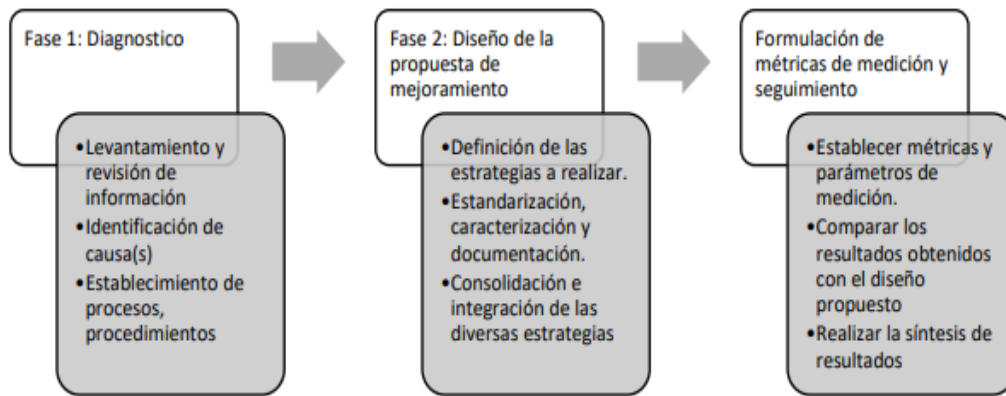 Fase 1: Diagnostico
•Levantamiento y
revisión de
información
•Identificación de
causa(s)
•Establecimiento de
procesos,
procedimientos
Fase 2: Diseño de la
propuesta de
mejoramiento
•Definición de las
estrategias a realizar.
•Estandarización,
caracterización y
documentación.
•Consolidación e
integración de las
diversas estrategias
Formulación de
métricas de medición y
seguimiento
•Establecer métricas y
parámetros de
medición.
•Comparar los
resultados obtenidos
con el diseño
propuesto
•Realizar la síntesis de
resultados